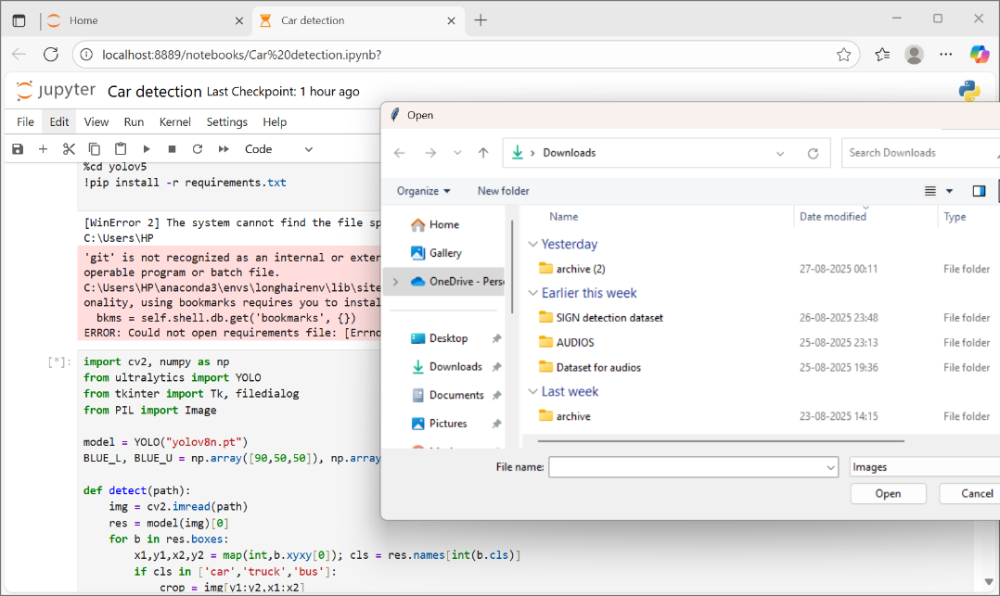 Home
Car detection
localhost:8889/notebooks/Car%20detection.ipynb?
jupyter Car detection Last Checkpoint: 1 hour ago
File Edit View Run Kernel Settings Help
Code
%cd yolov5
!pip install -r requirements.txt
[WinError 2] The system cannot find the file sp
C:\Users\HP
'git' is not recognized as an internal or exter
operable program or batch file.
C:\Users\HP\anaconda3\envs\longhairenv\lib\site
onality, using bookmarks requires you to instal
bkms = self.shell.db.get('bookmarks', {})
ERROR: Could not open requirements file: [Errno
[*]:
import cv2, numpy as np
from ultralytics import YOLO
from tkinter import Tk, filedialog
from PIL import Image
model = YOLO("yolov8n.pt")
BLUE_L, BLUE_U = np.array([90,50,50]), np.array
def detect(path):
img = cv2.imread(path)
res = model(img)[0]
for b in res.boxes:
x1,y1,x2,y2 = map(int,b.xyxy[0]); cls = res.names[int(b.cls)]
if cls in ['car','truck','bus']:
crop = img[y1:y2,x1:x2]
Open
Downloads
Search Downloads
Organize
New folder
Home
Gallery
OneDrive - Perso
Desktop
Downloads
Documents
Pictures
Name Date modified Type
Yesterday
archive (2) 27-08-2025 00:11 File folder
Earlier this week
SIGN detection dataset 26-08-2025 23:48 File folder
AUDIOS 25-08-2025 23:13 File folder
Dataset for audios 25-08-2025 19:36 File folder
Last week
archive 23-08-2025 14:15 File folder
File name:
Images
Open
Cancel